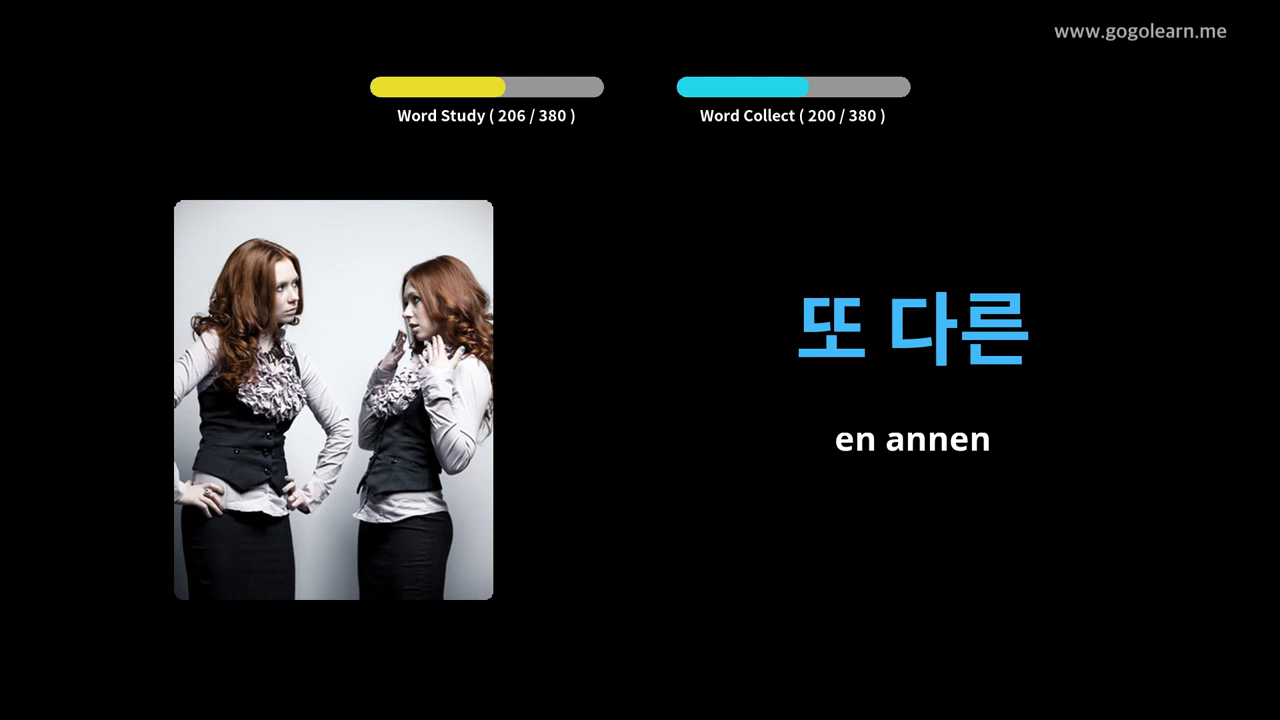 www.gogolearn.me
Word Study ( 206 / 380 )
Word Collect ( 200 / 380 )
또 다른
en annen